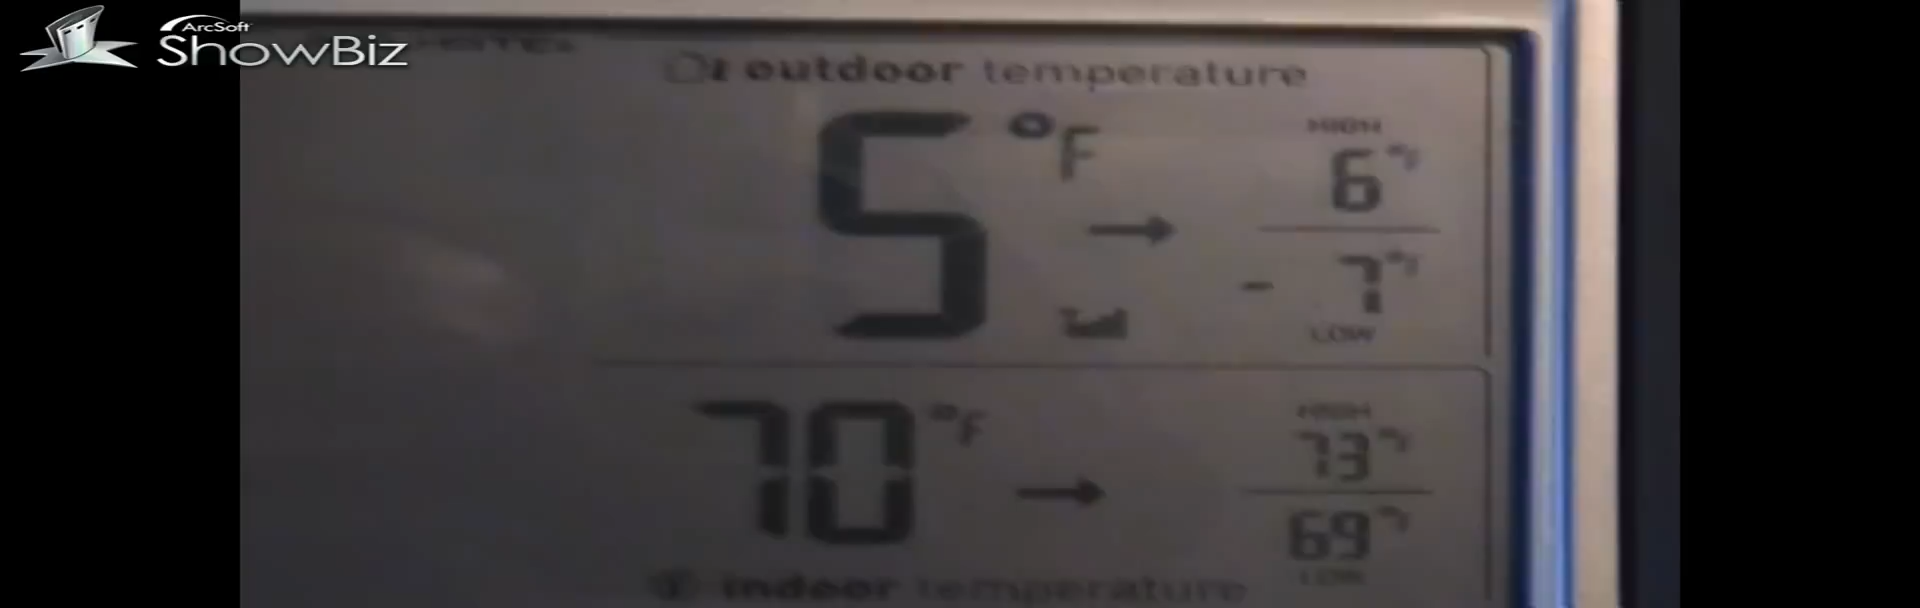 ArcSoft
ShowBiz
outdoor temperature
5 °F
HIGH
6 °F
- 7 °F
LOW
70 °F
HIGH
73 °F
69 °F
LOW
indoor temperature